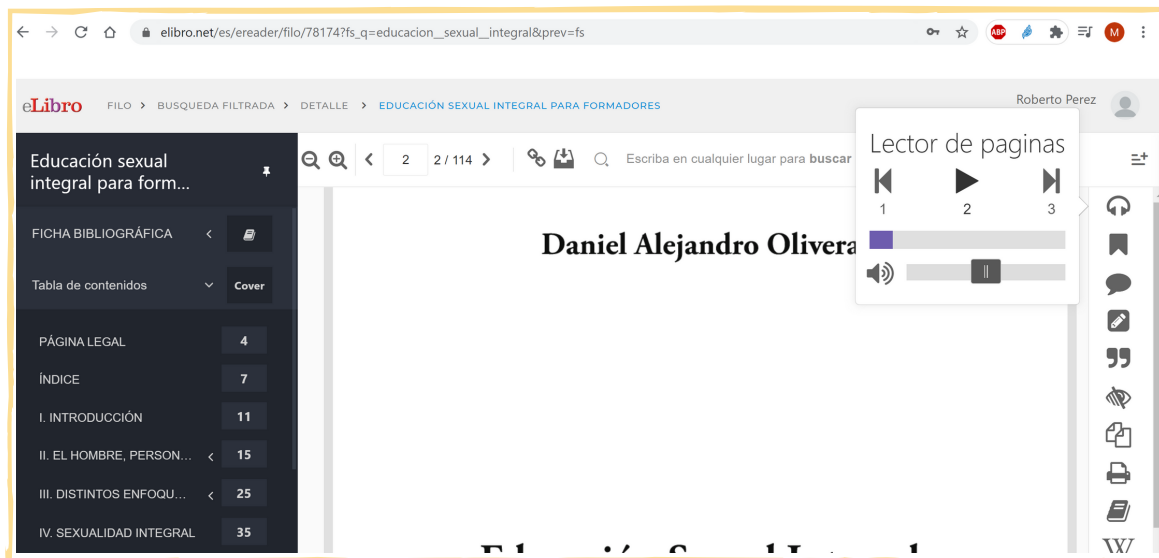 elibro.net/es/ereader/filo/78174?fs_q=educacion__sexual__integral&prev=fs
ABP
M
eLibro
FILO > BUSQUEDA FILTRADA > DETALLE > EDUCACIÓN SEXUAL INTEGRAL PARA FORMADORES
Roberto Perez
Educación sexual
integral para form...
2 2 / 114
Escriba en cualquier lugar para buscar
Lector de paginas
1 2 3
FICHA BIBLIOGRÁFICA
Tabla de contenidos Cover
PÁGINA LEGAL 4
ÍNDICE 7
I. INTRODUCCIÓN 11
II. EL HOMBRE, PERSON... 15
III. DISTINTOS ENFOQU... 25
IV. SEXUALIDAD INTEGRAL 35
Daniel Alejandro Olivera
W